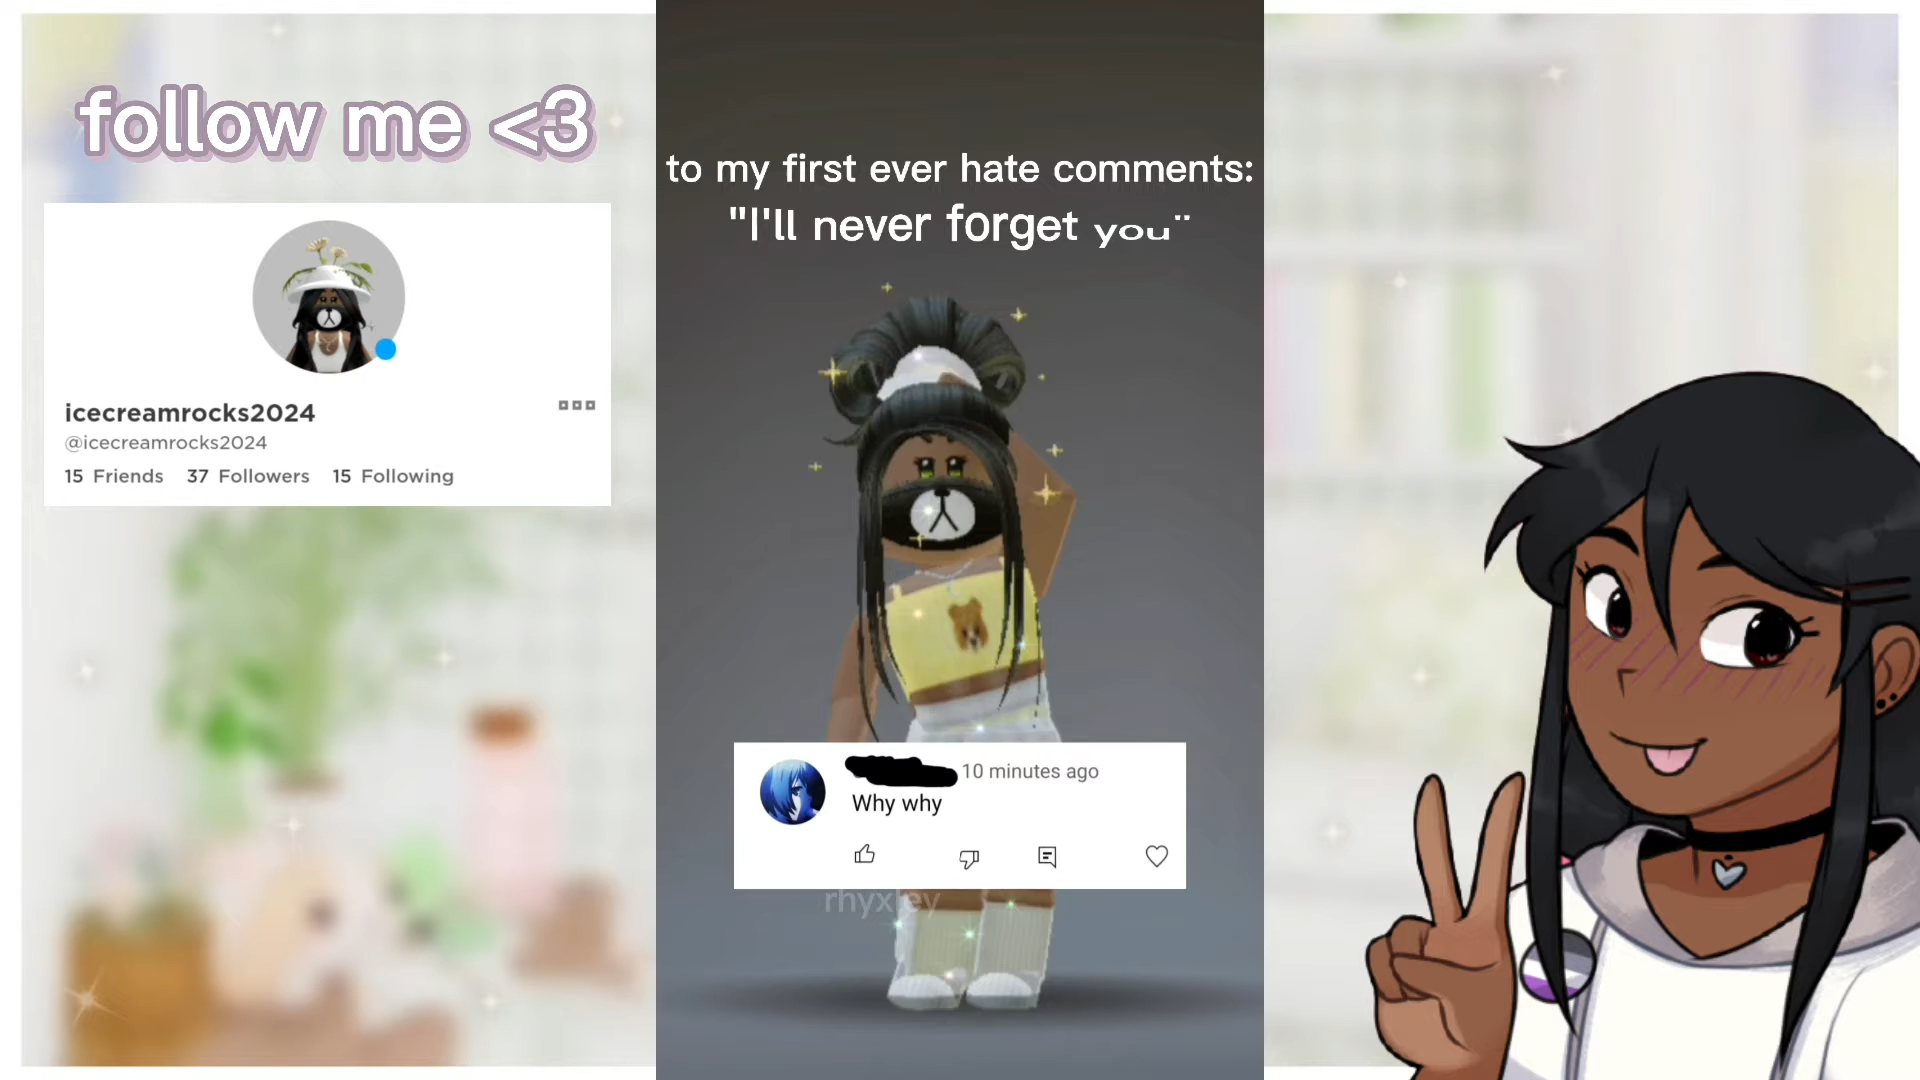 follow me <3
icecreamrocks2024
@icecreamrocks2024
15 Friends 37 Followers 15 Following
to my first ever hate comments:
"I'll never forget you"
10 minutes ago
Why why
rhyxley